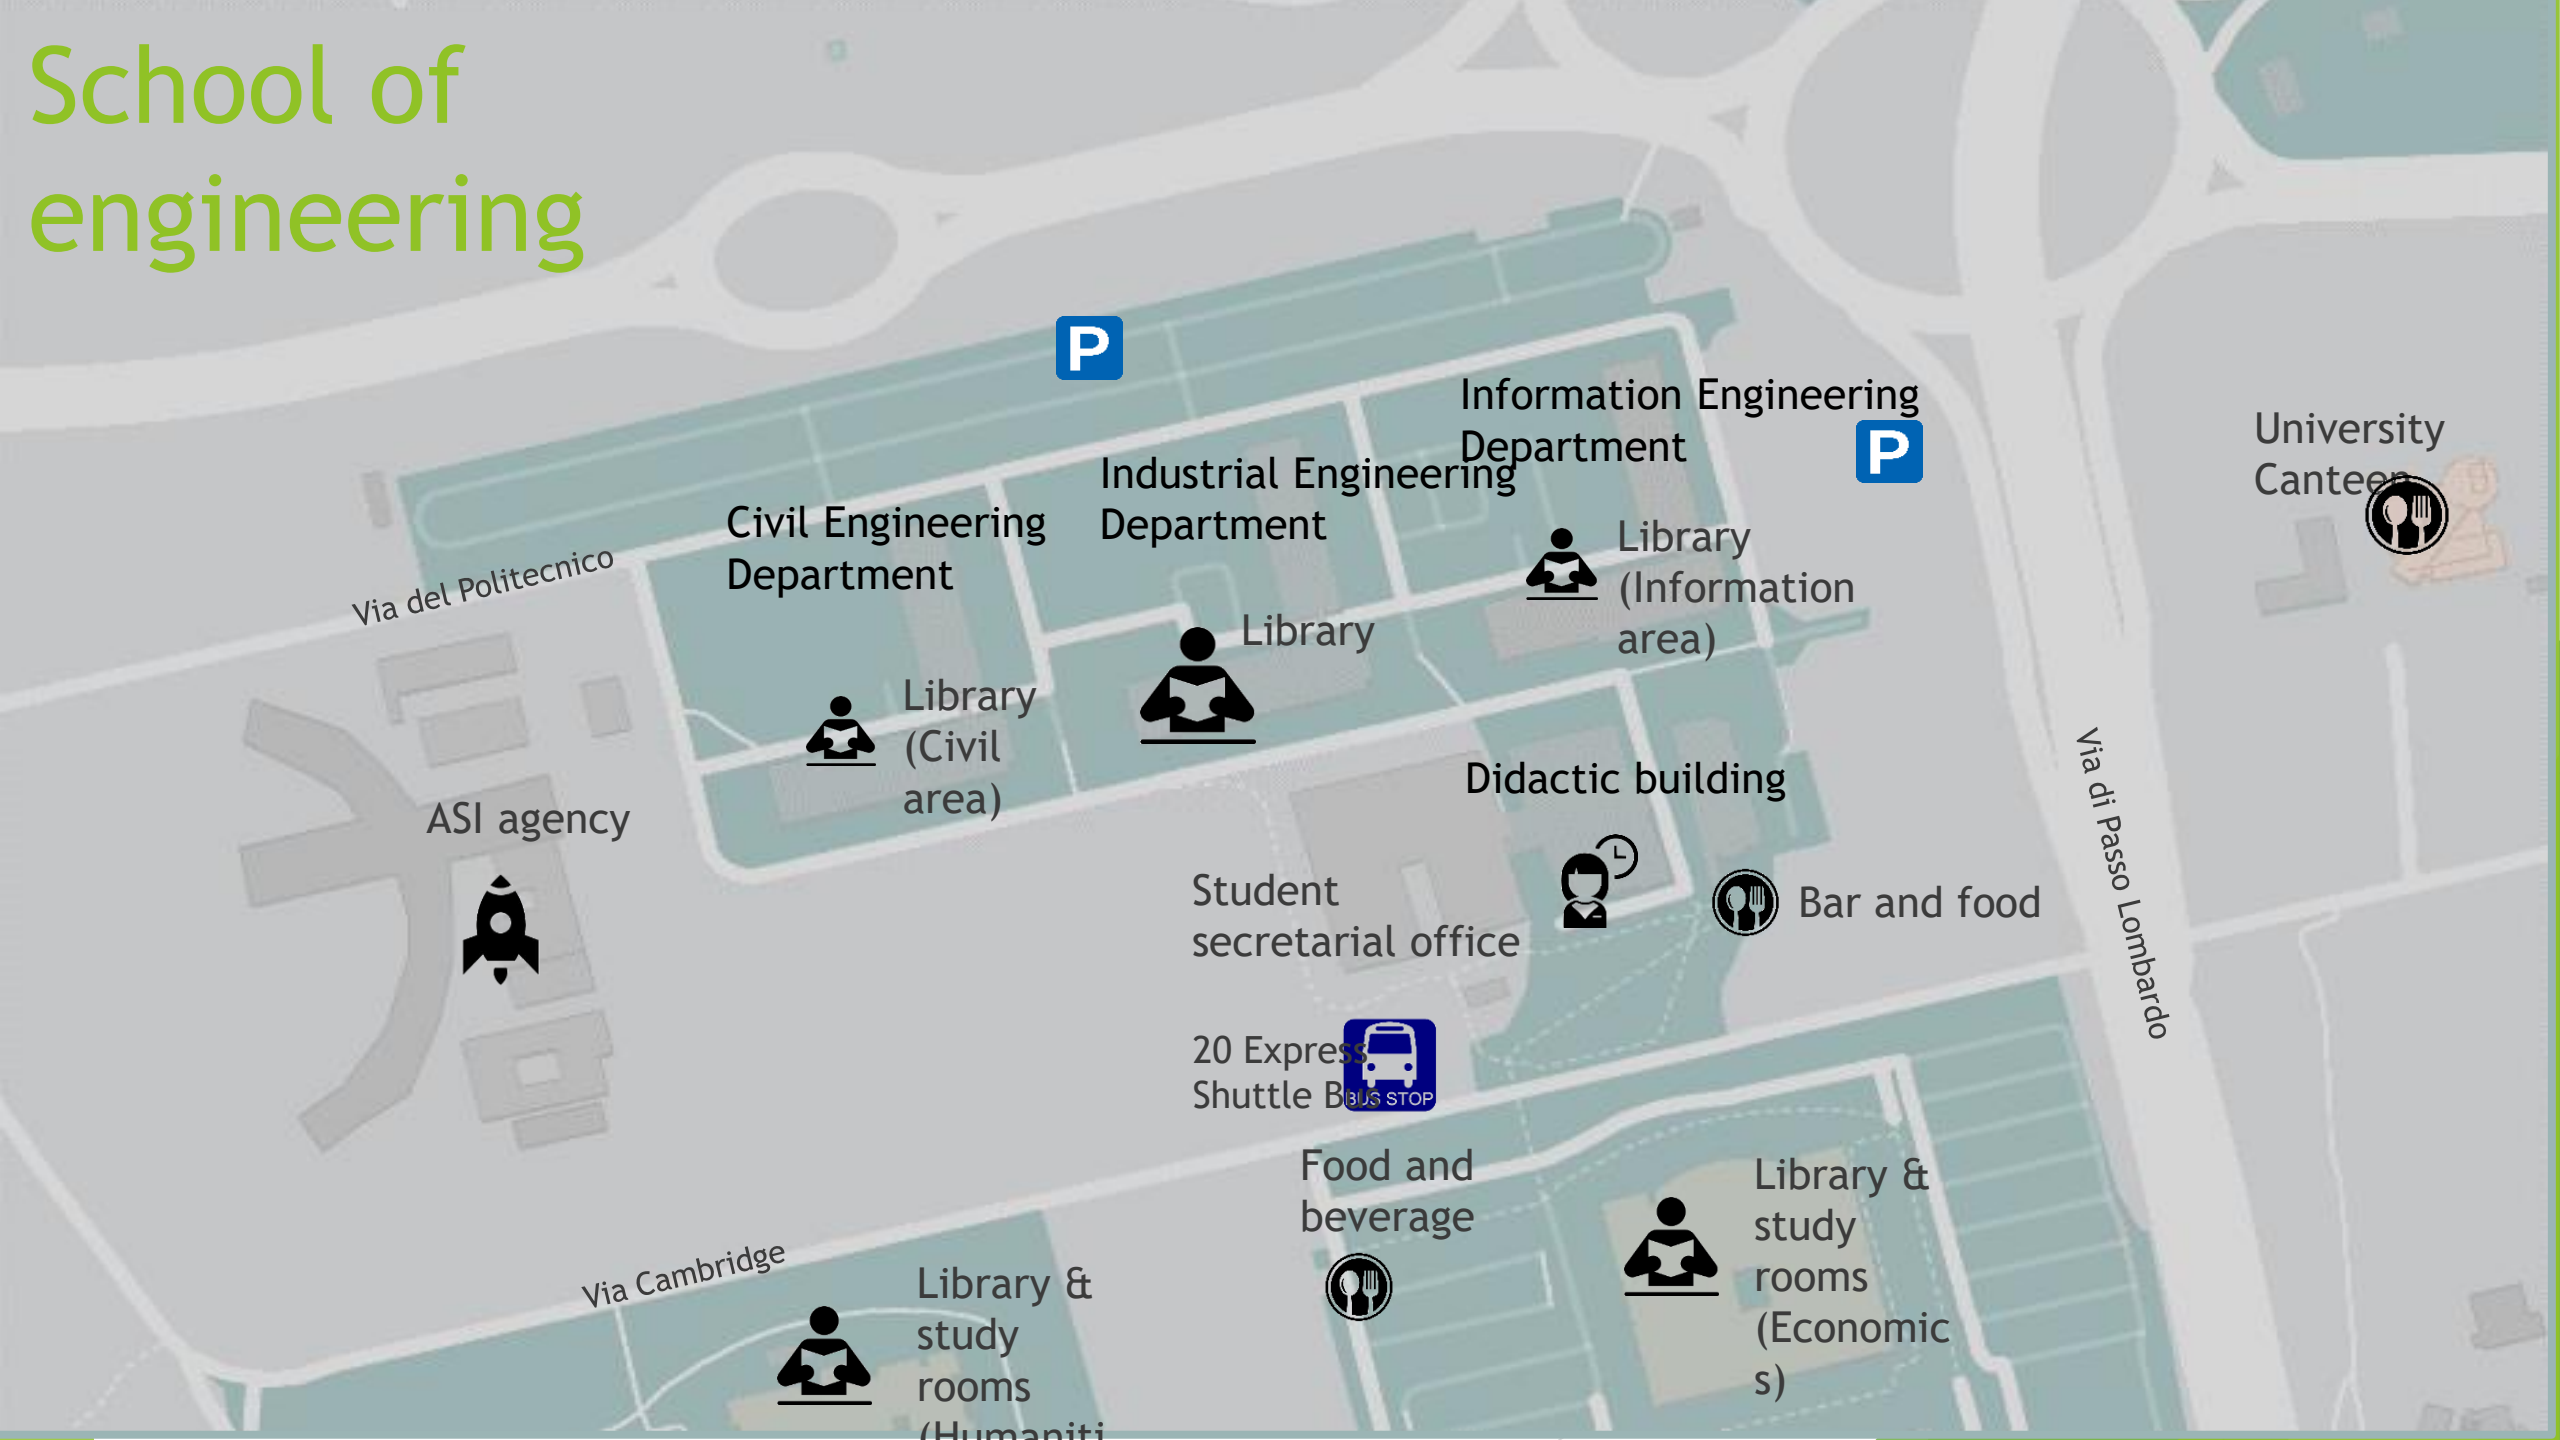 School of
engineering
P
Information Engineering
Department
P
University
Canteen
Industrial Engineering
Department
Civil Engineering
Department
Library
(Information
area)
Via del Politecnico
Library
Library
(Civil
area)
Didactic building
ASI agency
Via di Passo Lombardo
Student
secretarial office
Bar and food
20 Express
Shuttle Bus
BUS STOP
Food and
beverage
Library &
study
rooms
(Economic
s)
Via Cambridge
Library &
study
rooms
(Humaniti